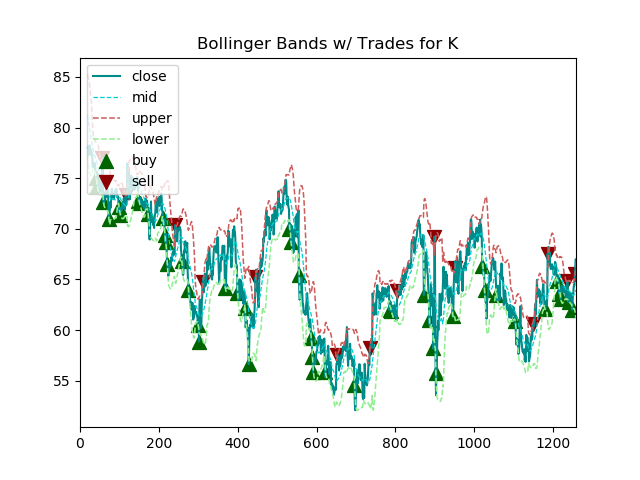 Bollinger Bands w/ Trades for K
85
80
75
70
65
60
55
close
mid
upper
lower
buy
sell
0 200 400 600 800 1000 1200